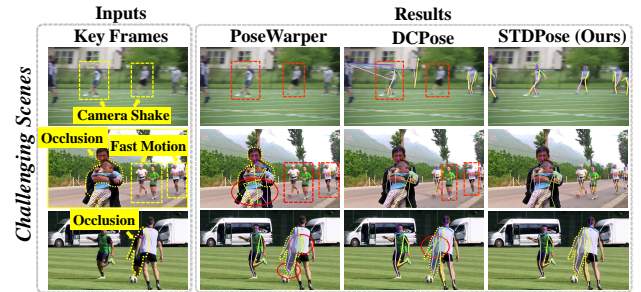 Inputs
Results
Key Frames
PoseWarper
DCPose
STDPose (Ours)
Challenging Scenes
Camera Shake
Occlusion
Fast Motion
Occlusion